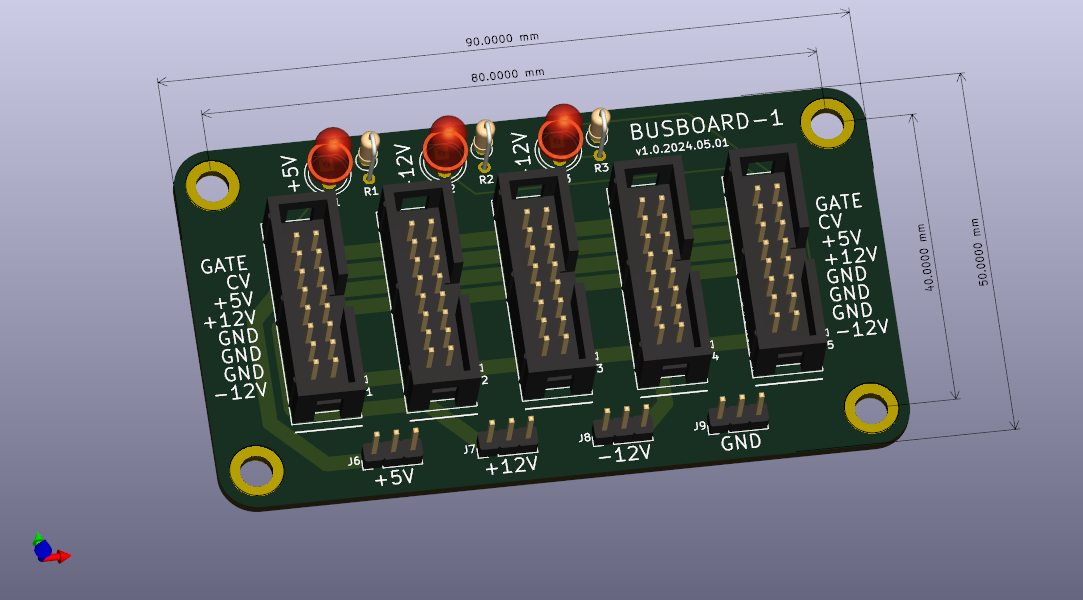 90.0000 mm
80.0000 mm
BUSBOARD-1
v1.0.2024.05.01
+5V
-12V
12V
R1
R2
R3
GATE
CV
+5V
+12V
GND
GND
GND
-12V
GATE
CV
+5V
+12V
GND
GND
GND
-12V
40.0000 mm
50.0000 mm
1
1
1
2
1
3
1
4
1
5
J6
+5V
J7
+12V
J8
-12V
J9
GND